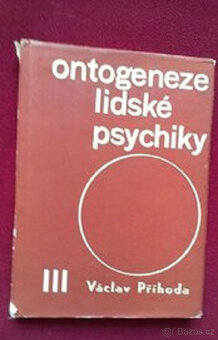 ontogeneze
lidské
psychiky
III Václav Příhoda
Bazos.cz